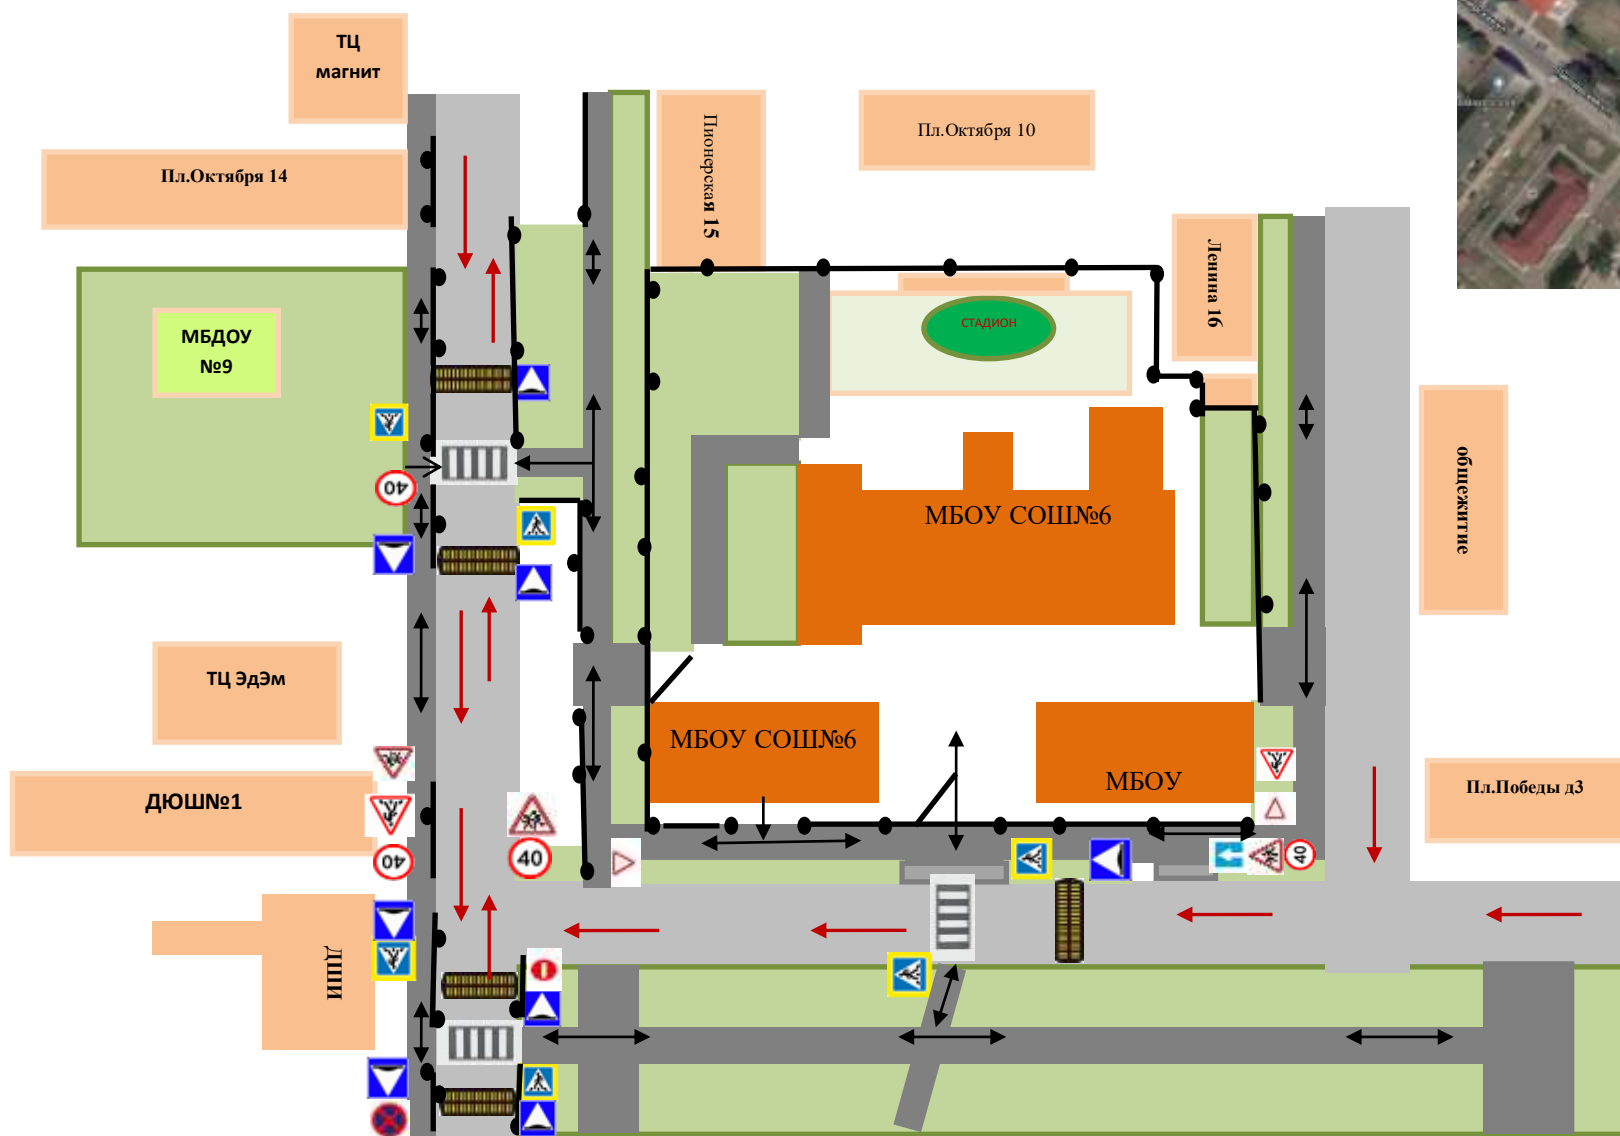 ТЦ
магнит
Пл.Октября 14
Пионерская 15
Пл.Октября 10
Ленина 16
СТАДИОН
МБДОУ
№9
40
МБОУ СОШ№6
общежитие
ТЦ ЭдЭм
МБОУ СОШ№6
МБОУ
Пл.Победы д3
ДЮШ№1
40
40
40
ДШИ